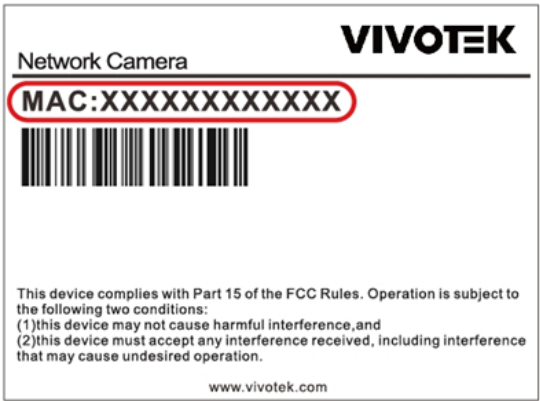 VIVOTEK
Network Camera
MAC:XXXXXXXXXXXXX
This device complies with Part 15 of the FCC Rules. Operation is subject to
the following two conditions:
(1)this device may not cause harmful interference,and
(2)this device must accept any interference received, including interference
that may cause undesired operation.
www.vivotek.com